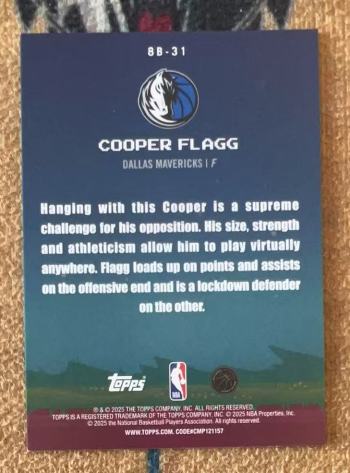 8B-31
COOPER FLAGG
DALLAS MAVERICKS | F
Hanging with this Cooper is a supreme
challenge for his opposition. His size, strength
and athleticism allow him to play virtually
anywhere. Flagg loads up on points and assists
on the offensive end and is a lockdown defender
on the other.
topps
NBA
® & © 2025 THE TOPPS COMPANY, INC. ALL RIGHTS RESERVED.
TOPPS IS A REGISTERED TRADEMARK OF THE TOPPS COMPANY, INC. © 2025 NBA Properties, Inc.
© 2025 the National Basketball Players Association. All rights reserved.
WWW.TOPPS.COM. CODE#CMP121157